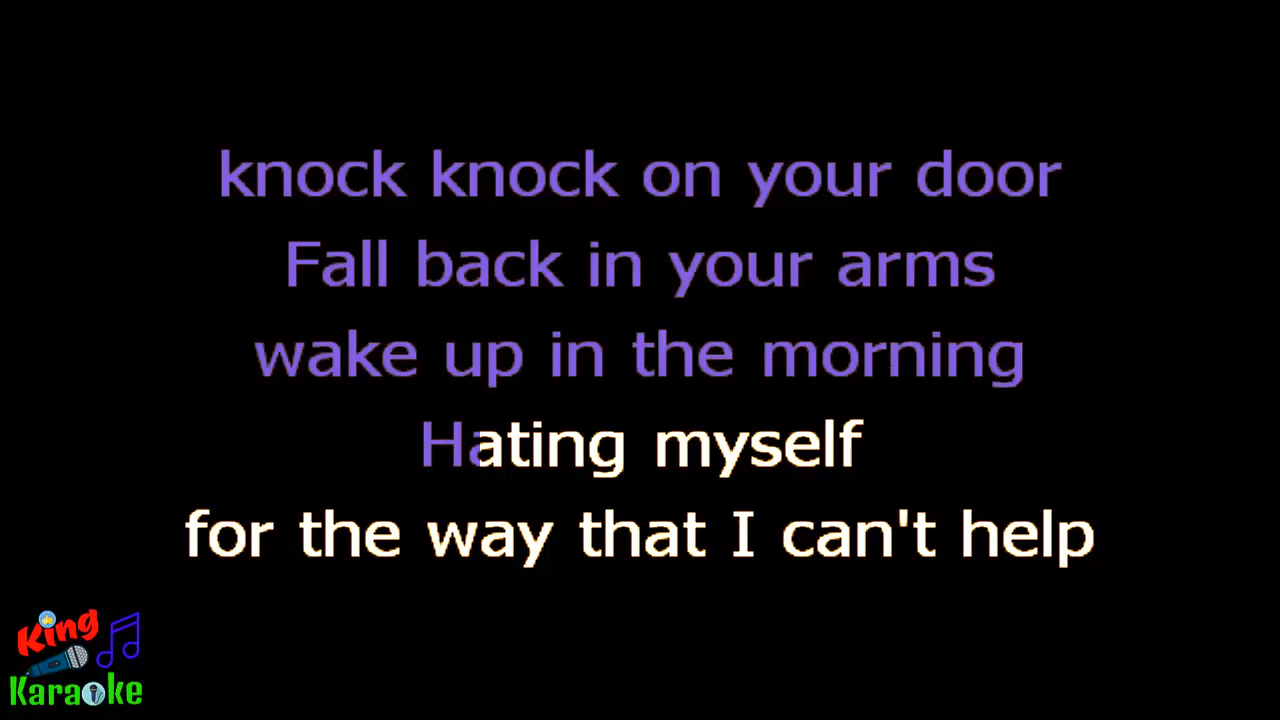 knock knock on your door
Fall back in your arms
wake up in the morning
Hating myself
for the way that I can't help
King
Karaoke